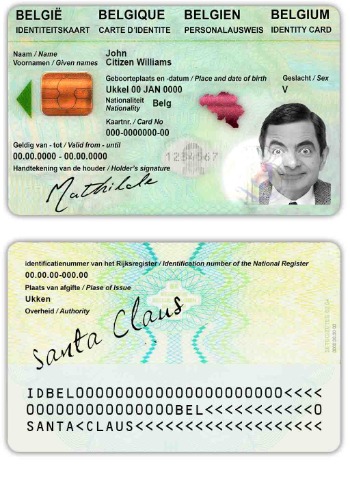 BELGIË BELGIQUE BELGIEN BELGIUM
IDENTITEITSKAART CARTE D'IDENTITE PERSONALAUSWEIS IDENTITY CARD
Naam / Name John
Voornamen / Given names Citizen Williams
Geboorteplaats en -datum / Place and date of birth Geslacht / Sex
Ukkel 00 JAN 0000 V
Nationaliteit Belg
Nationality
Kaartnr. / Card No
000-0000000-00
Geldig van - tot / Valid from - until
00.00.0000 - 00.00.0000
1234567
Handtekening van de houder / Holder's signature
Mathilde
identificatienummer van het Rijksregister / Identification number of the National Register
00.00.00-000.00
Plaats van afgifte / Plase of Issue
Ukken
Overheid / Authority
Santa Claus
IDBEL00000000000000000000000<<<<
000000000000000BEL<<<<<<<<<<<0
SANTA<CLAUS<<<<<<<<<<<<<<<<<<<